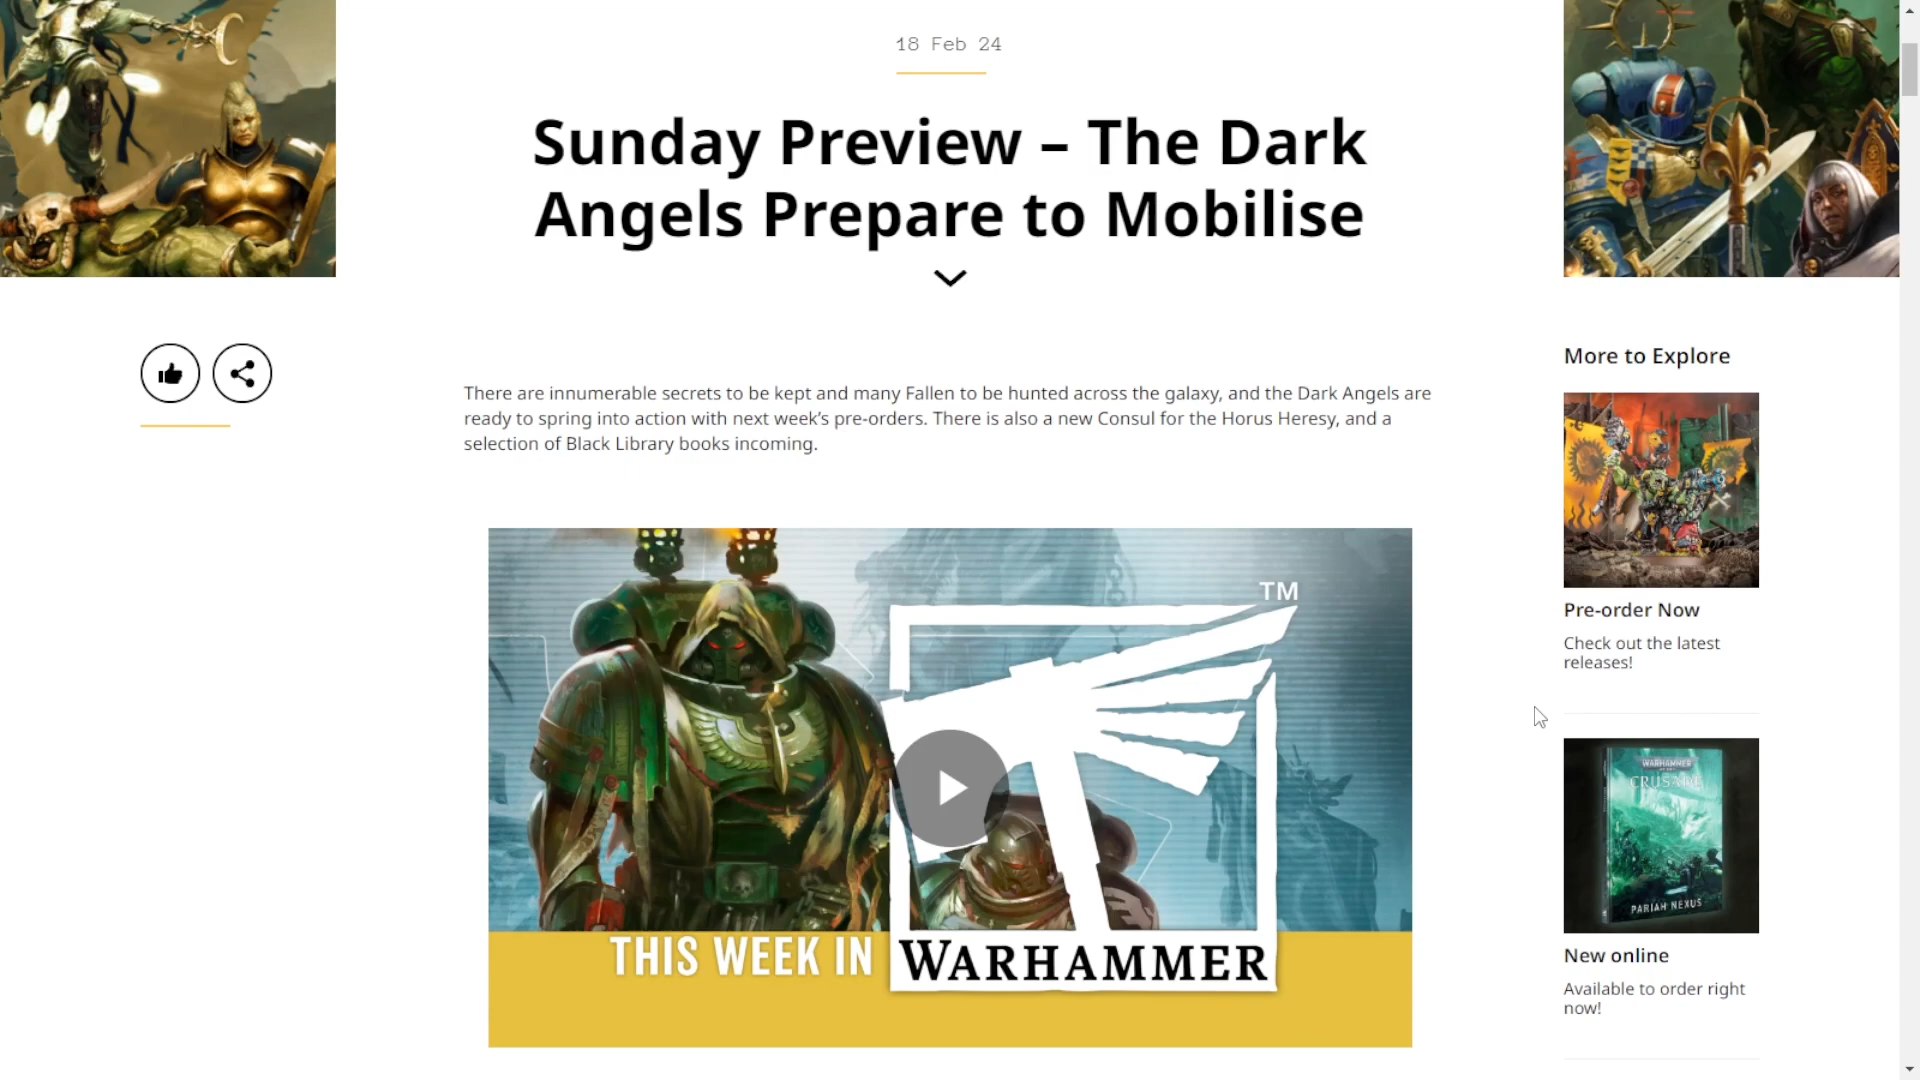 18 Feb 24
Sunday Preview – The Dark
Angels Prepare to Mobilise
There are innumerable secrets to be kept and many Fallen to be hunted across the galaxy, and the Dark Angels are
ready to spring into action with next week’s pre-orders. There is also a new Consul for the Horus Heresy, and a
selection of Black Library books incoming.
TM
THIS WEEK IN WARHAMMER
More to Explore
Pre-order Now
Check out the latest
releases!
WARHAMMER
CRUSADE
PARIAH NEXUS
New online
Available to order right
now!